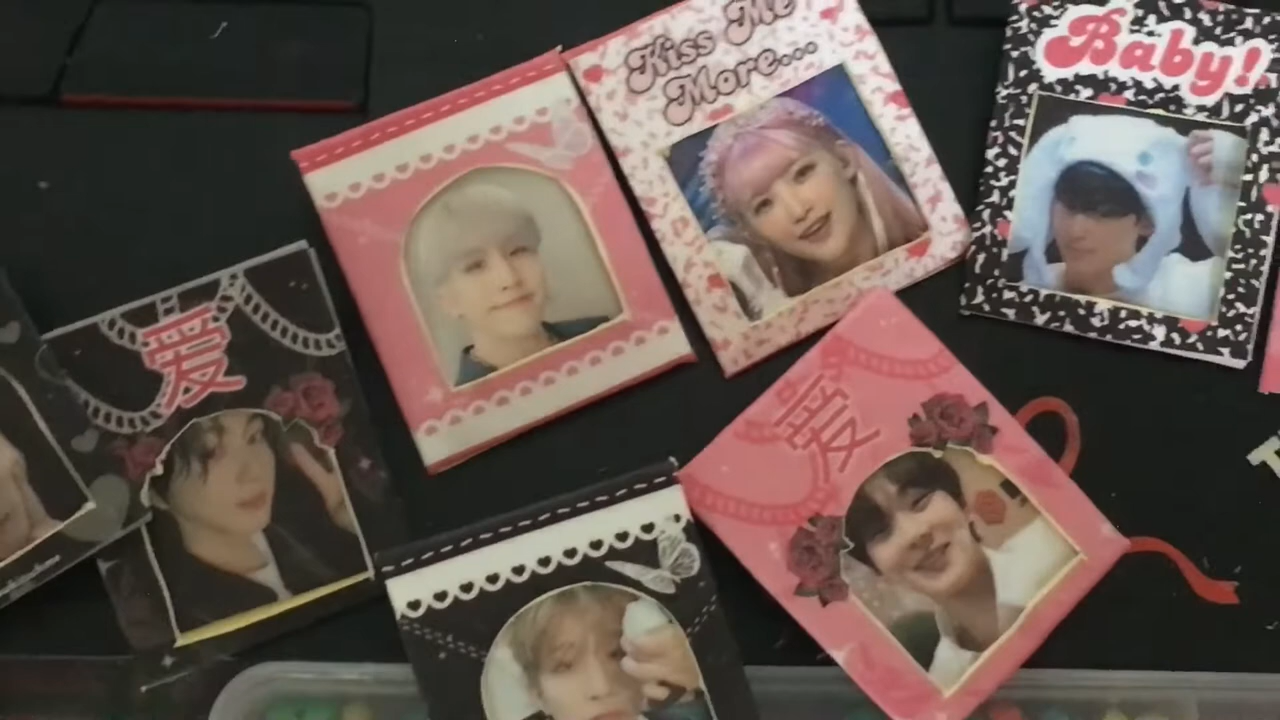 Kiss Me
More...
Baby!
爱
爱